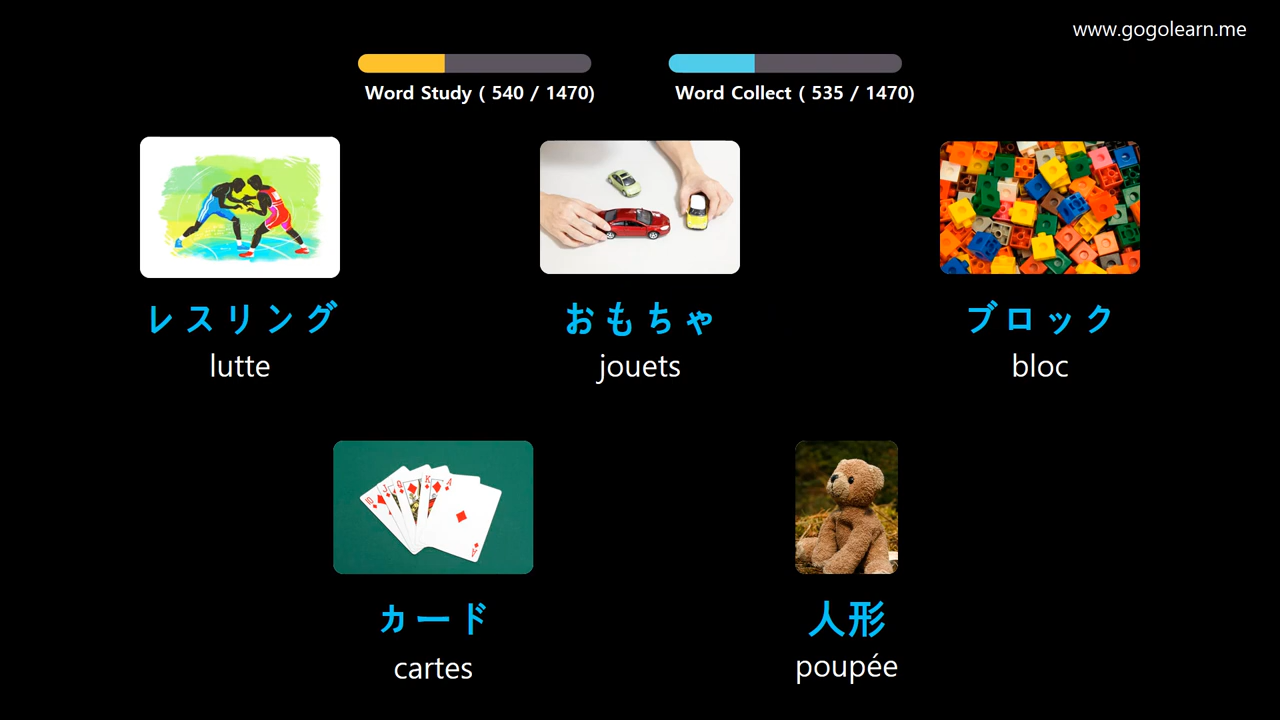 www.gogolearn.me
Word Study ( 540 / 1470)
Word Collect ( 535 / 1470)
レスリング
lutte
おもちゃ
jouets
ブロック
bloc
カード
cartes
人形
poupée